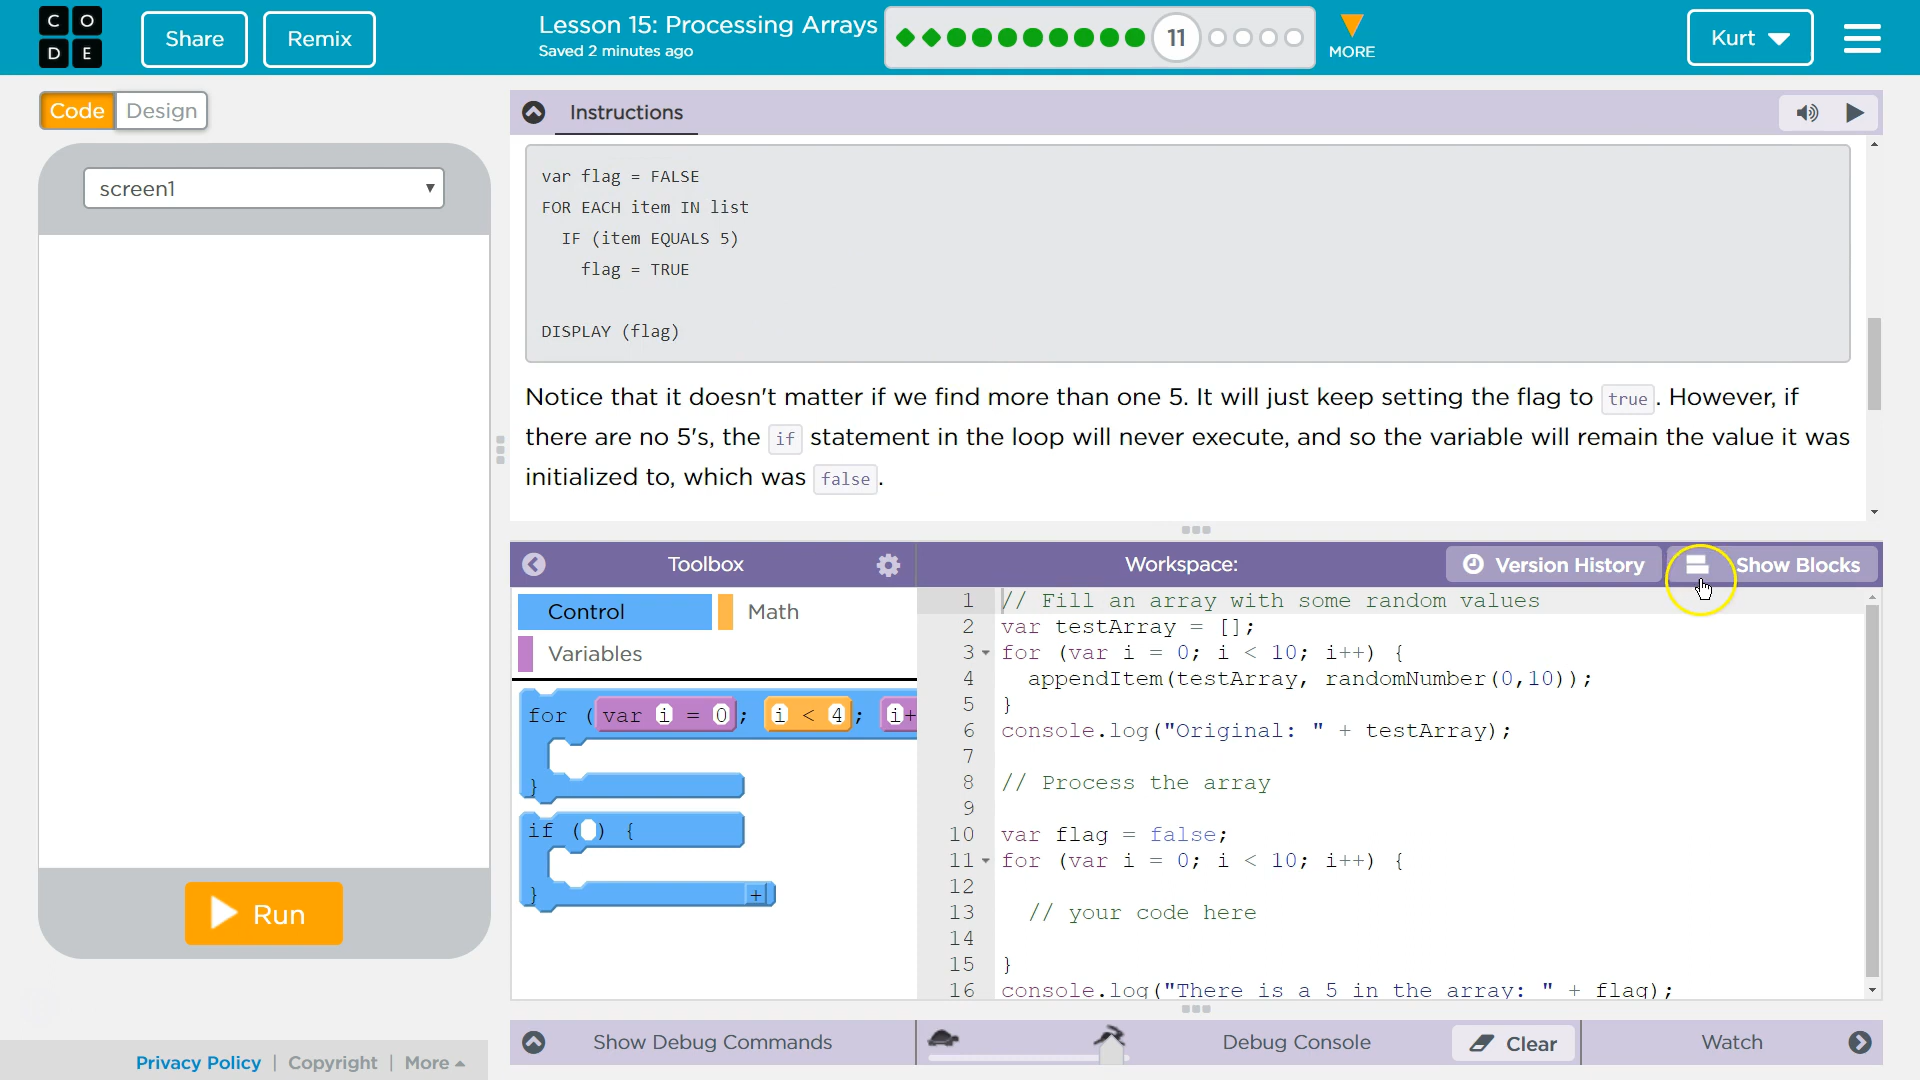 C O
D E
Share
Remix
Lesson 15: Processing Arrays
Saved 2 minutes ago
11
MORE
Kurt
Code
Design
screen1
Run
Privacy Policy | Copyright | More
Instructions
var flag = FALSE
FOR EACH item IN list
IF (item EQUALS 5)
flag = TRUE
DISPLAY (flag)
Notice that it doesn't matter if we find more than one 5. It will just keep setting the flag to true. However, if
there are no 5's, the if statement in the loop will never execute, and so the variable will remain the value it was
initialized to, which was false.
Toolbox
Workspace:
Version History
Show Blocks
Control
Math
Variables
for (var i = 0; i < 4; i+
}
if () {
} +
1 // Fill an array with some random values
2 var testArray = [];
3 for (var i = 0; i < 10; i++) {
4 appendItem(testArray, randomNumber(0,10));
5 }
6 console.log("Original: " + testArray);
7
8 // Process the array
9
10 var flag = false;
11 for (var i = 0; i < 10; i++) {
12
13 // your code here
14
15 }
16 console.log("There is a 5 in the array: " + flag);
Show Debug Commands
Debug Console
Clear
Watch